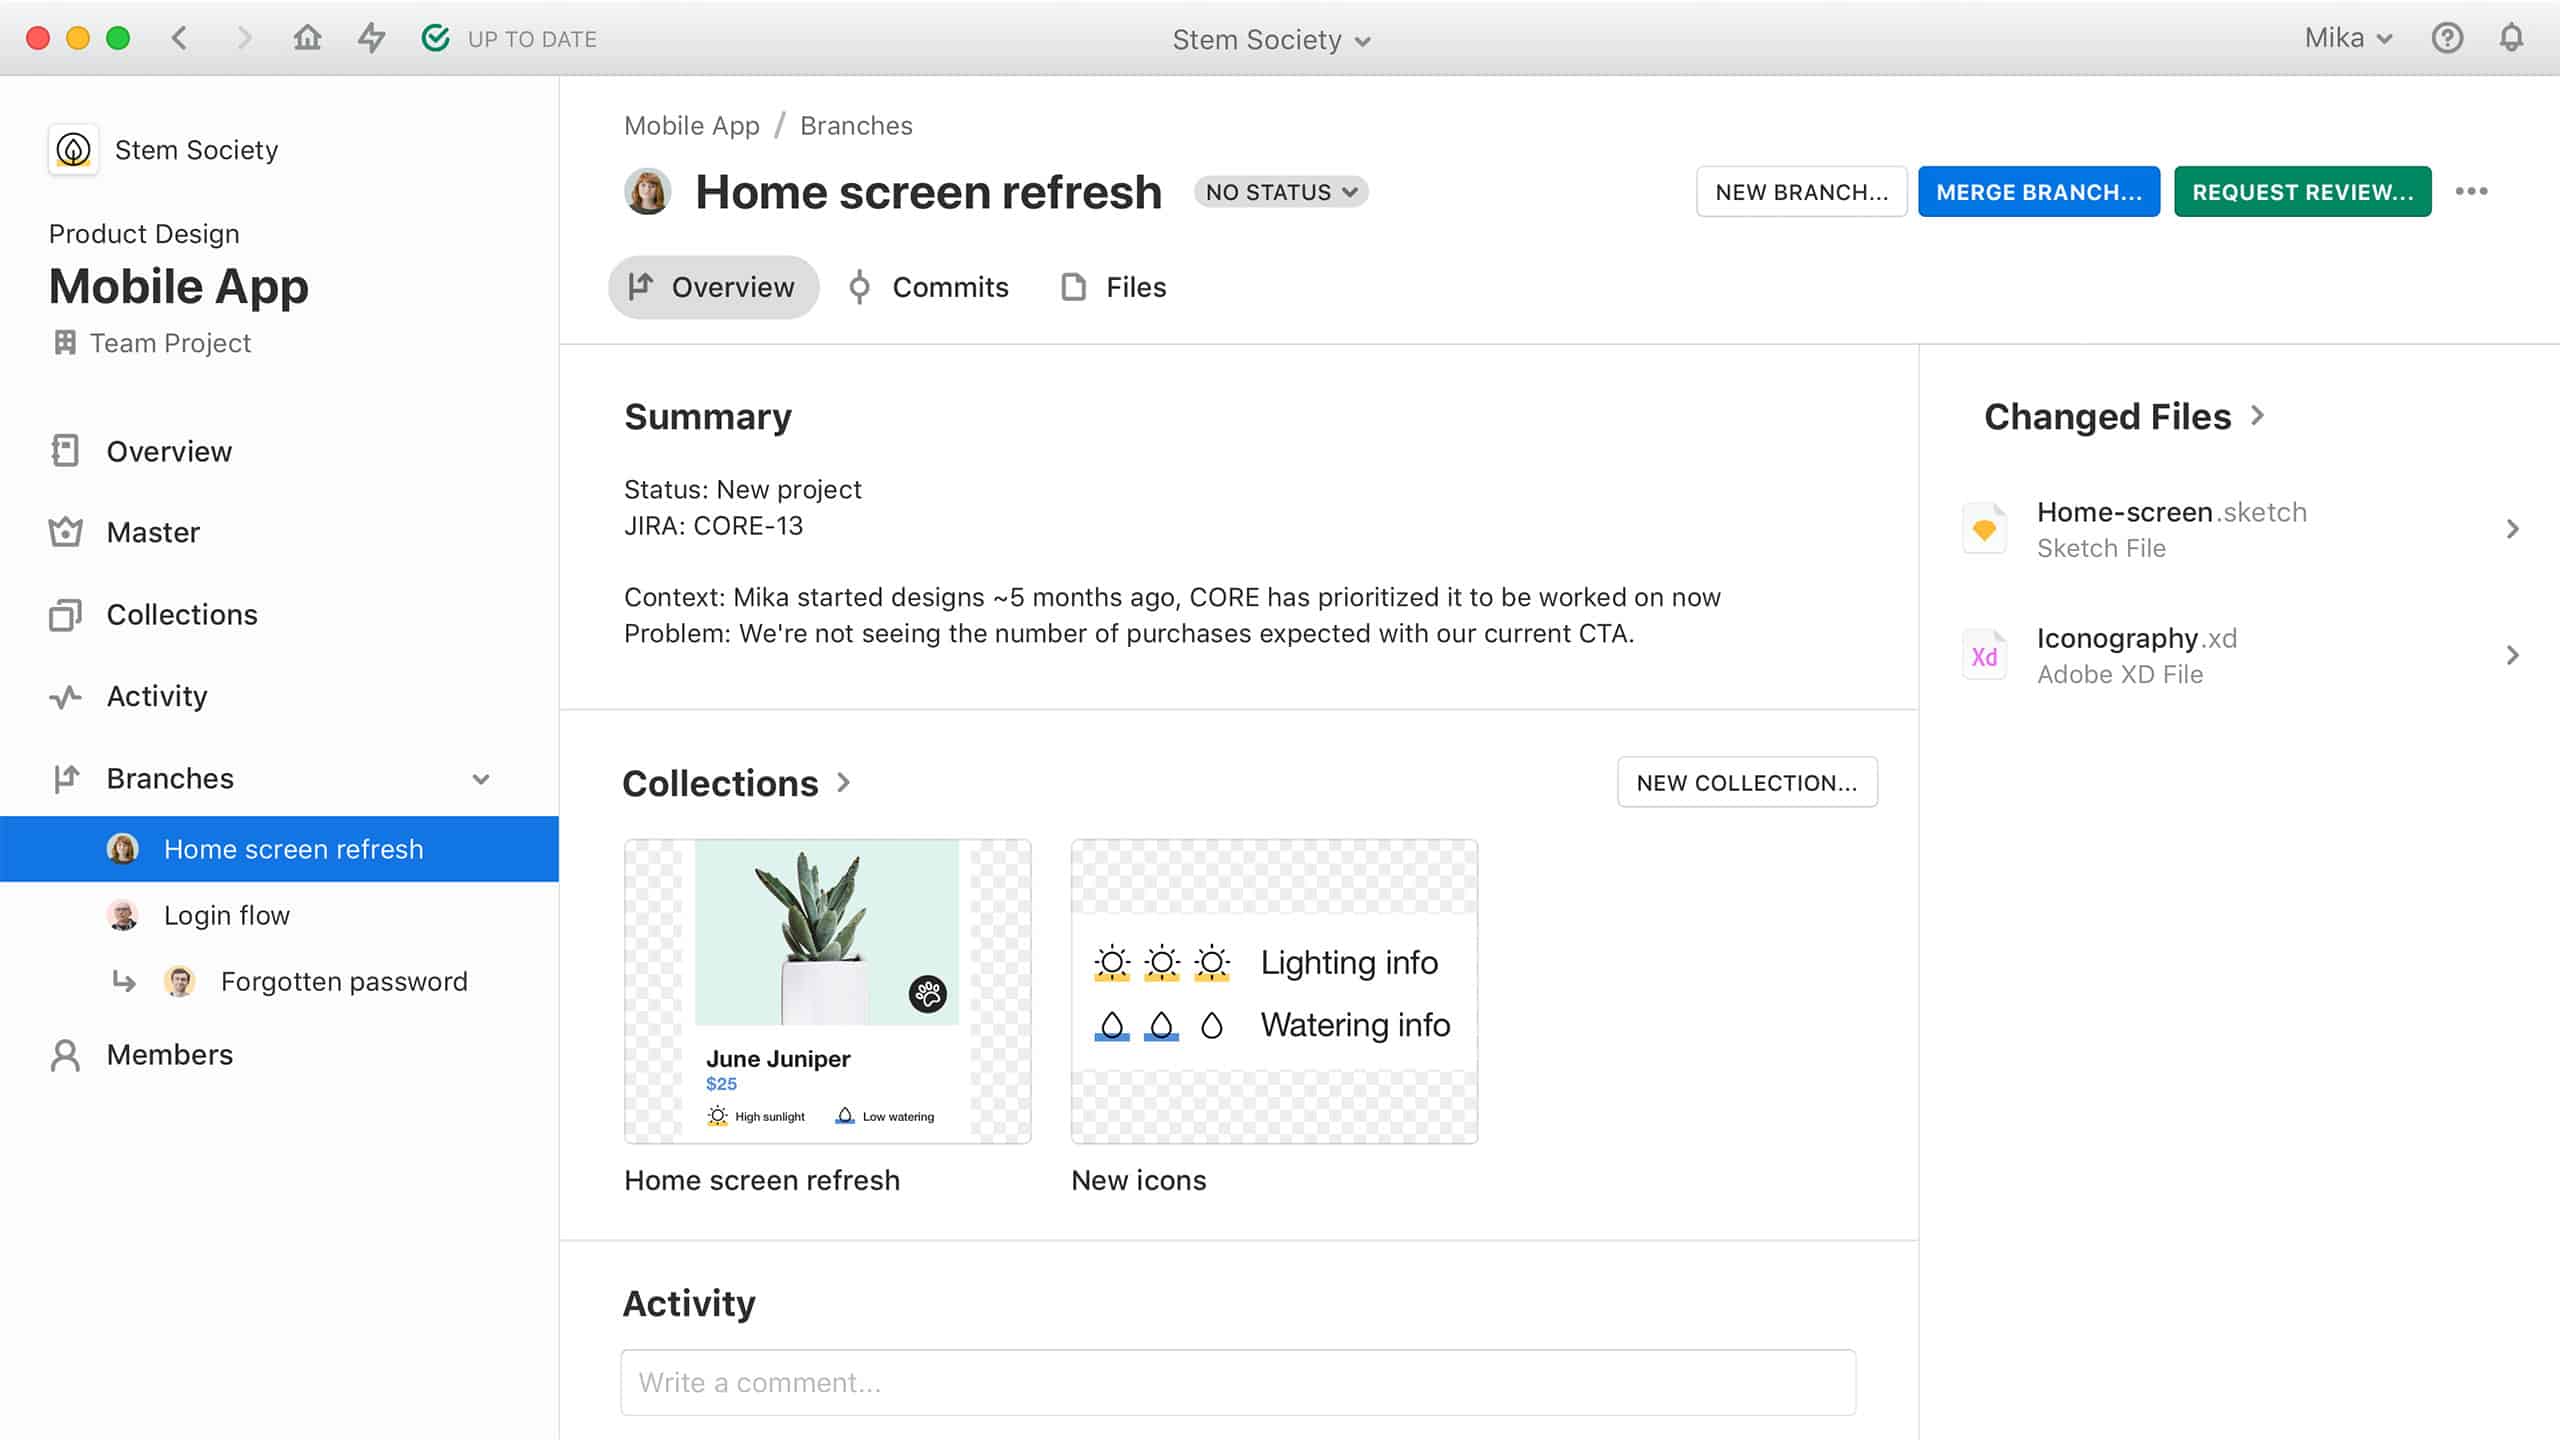 UP TO DATE
Stem Society
Mika
Stem Society
Product Design
Mobile App
Team Project
Overview
Master
Collections
Activity
Branches
Home screen refresh
Login flow
Forgotten password
Members
Mobile App / Branches
Home screen refresh
NO STATUS
NEW BRANCH...
MERGE BRANCH...
REQUEST REVIEW...
Overview
Commits
Files
Summary
Status: New project
JIRA: CORE-13
Context: Mika started designs ~5 months ago, CORE has prioritized it to be worked on now
Problem: We're not seeing the number of purchases expected with our current CTA.
Collections
NEW COLLECTION...
June Juniper
$25
High sunlight
Low watering
Home screen refresh
Lighting info
Watering info
New icons
Activity
Write a comment...
Changed Files
Home-screen.sketch
Sketch File
Xd
Iconography.xd
Adobe XD File